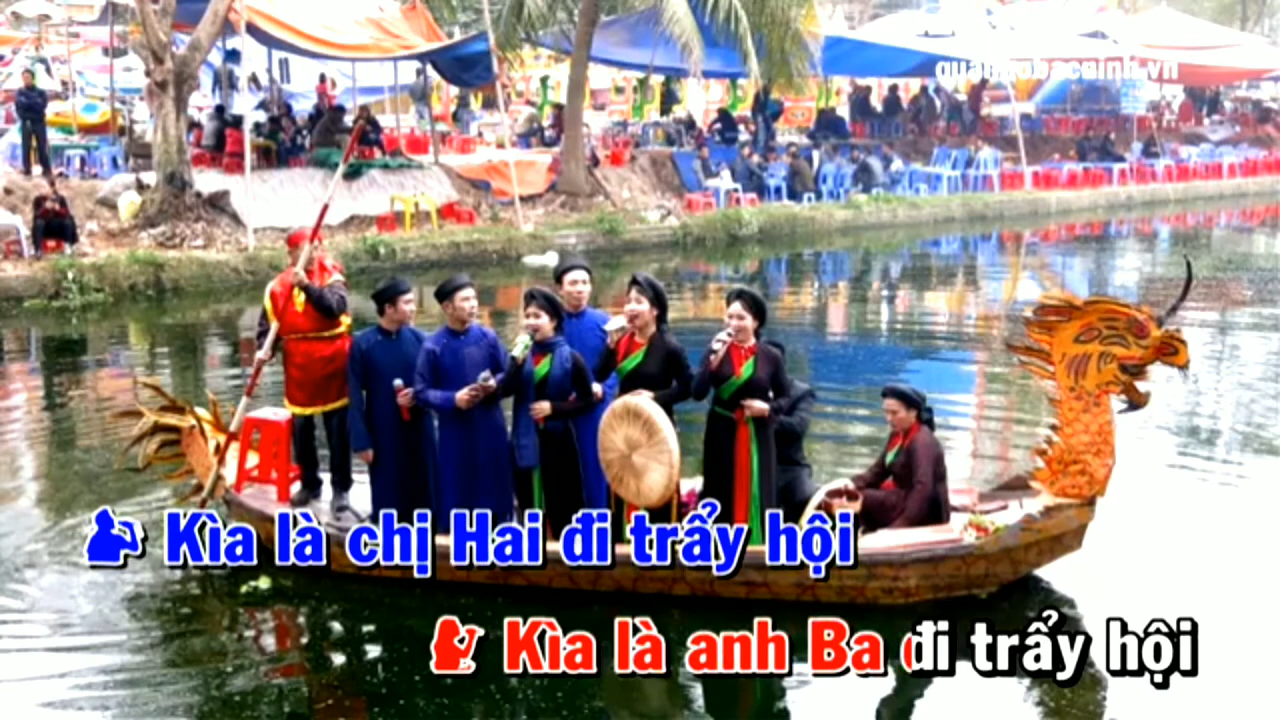 quanhobacninh.vn
Kìa là chị Hai đi trẩy hội
Kìa là anh Ba đi trẩy hội